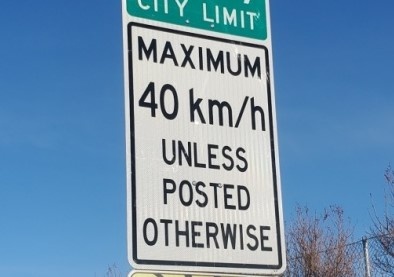 CITY LIMIT
MAXIMUM
40 km/h
UNLESS
POSTED
OTHERWISE